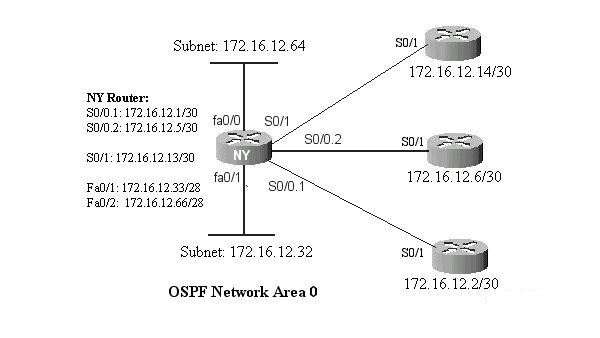 Subnet: 172.16.12.64
S0/1
172.16.12.14/30
NY Router:
S0/0.1: 172.16.12.1/30
S0/0.2: 172.16.12.5/30
S0/1: 172.16.12.13/30
Fa0/1: 172.16.12.33/28
Fa0/2: 172.16.12.66/28
fa0/0
S0/1
S0/0.2
S0/1
NY
172.16.12.6/30
fa0/1
S0/0.1
Subnet: 172.16.12.32
S0/1
172.16.12.2/30
OSPF Network Area 0